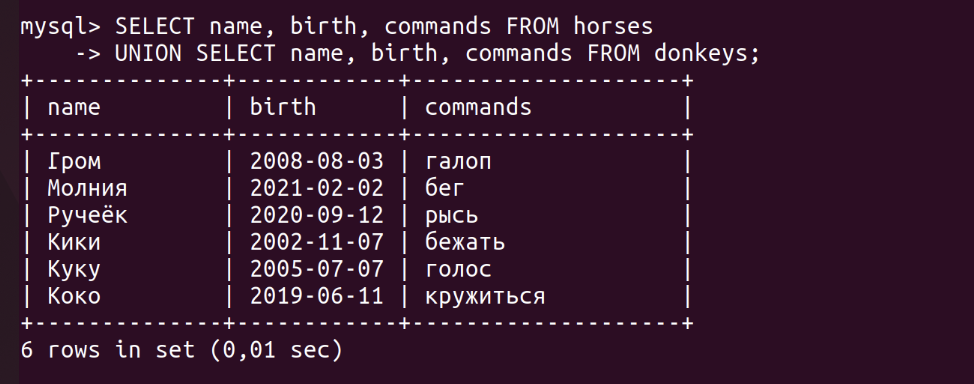 mysql> SELECT name, birth, commands FROM horses
    -> UNION SELECT name, birth, commands FROM donkeys;
+--------------+------------+--------------------+
| name         | birth      | commands           |
+--------------+------------+--------------------+
| Гром         | 2008-08-03 | галоп              |
| Молния       | 2021-02-02 | бег                |
| Ручеёк       | 2020-09-12 | рысь               |
| Кики         | 2002-11-07 | бежать             |
| Куку         | 2005-07-07 | голос              |
| Коко         | 2019-06-11 | кружиться          |
+--------------+------------+--------------------+
6 rows in set (0,01 sec)